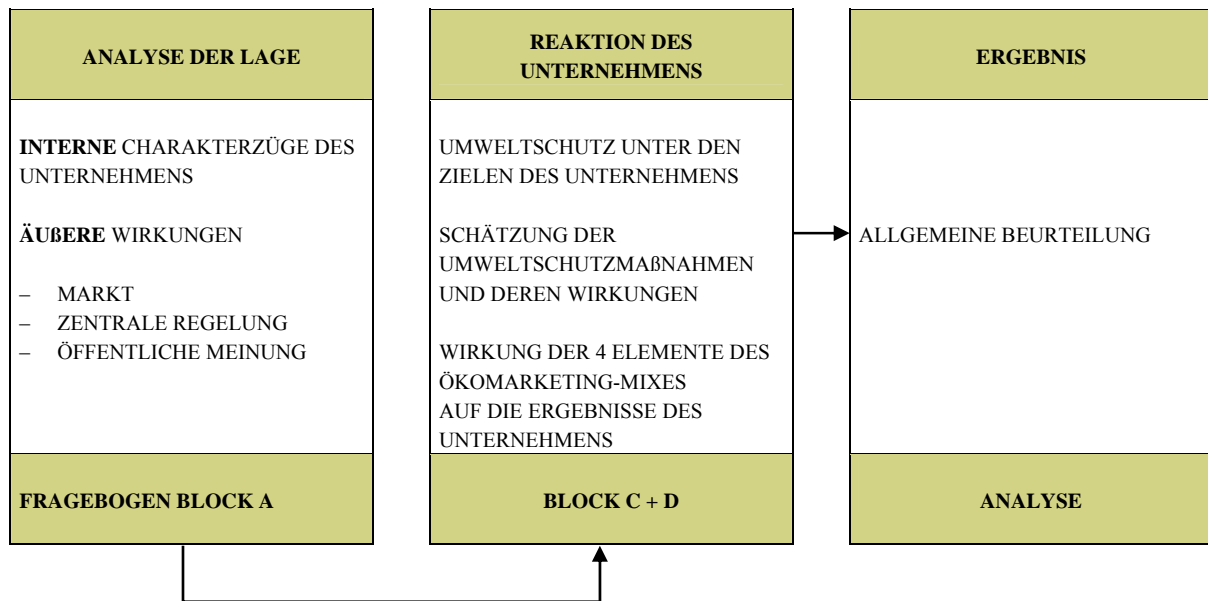 ANALYSE DER LAGE
INTERNE CHARAKTERZÜGE DES
UNTERNEHMENS
ÄUßERE WIRKUNGEN
– MARKT
– ZENTRALE REGELUNG
– ÖFFENTLICHE MEINUNG
FRAGEBOGEN BLOCK A
REAKTION DES
UNTERNEHMENS
UMWELTSCHUTZ UNTER DEN
ZIELEN DES UNTERNEHMENS
SCHÄTZUNG DER
UMWELTSCHUTZMAßNAHMEN
UND DEREN WIRKUNGEN
WIRKUNG DER 4 ELEMENTE DES
ÖKOMARKETING-MIXES
AUF DIE ERGEBNISSE DES
UNTERNEHMENS
BLOCK C + D
ERGEBNIS
ALLGEMEINE BEURTEILUNG
ANALYSE